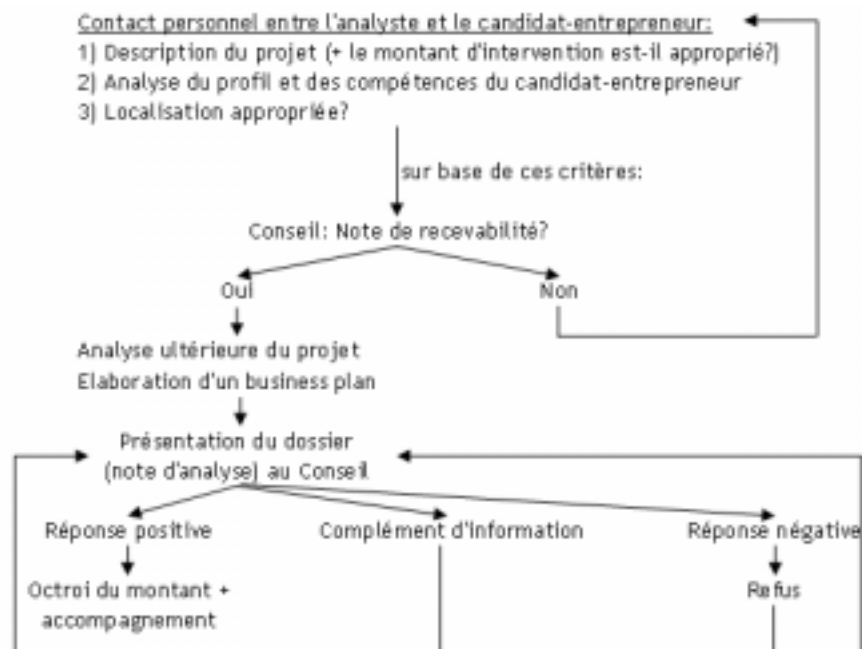 Contact personnel entre l'analyste et le candidat-entrepreneur:
1) Description du projet (+ le montant d'intervention est-il approprié?)
2) Analyse du profil et des compétences du candidat-entrepreneur
3) Localisation appropriée?
sur base de ces critères:
Conseil: Note de recevabilité?
Oui
Non
Analyse ultérieure du projet
Elaboration d'un business plan
Présentation du dossier
(note d'analyse) au Conseil
Réponse positive
Complément d'information
Réponse négative
Octroi du montant +
accompagnement
Refus